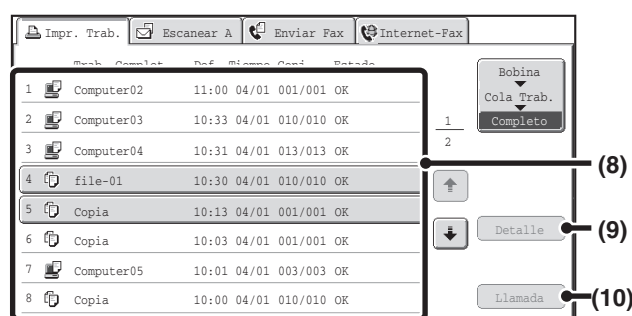 Impr. Trab. Escanear A Enviar Fax Internet-Fax
Trab. Complet. Def. Tiempo Copi. Estado
1 Computer02 11:00 04/01 001/001 OK
2 Computer03 10:33 04/01 010/010 OK
3 Computer04 10:31 04/01 013/013 OK
4 file-01 10:30 04/01 010/010 OK
5 Copia 10:13 04/01 001/001 OK
6 Copia 10:03 04/01 001/001 OK
7 Computer05 10:01 04/01 003/003 OK
8 Copia 10:00 04/01 010/010 OK
Bobina
Cola Trab.
Completo
1
2
(8)
Detalle
(9)
Llamada
(10)